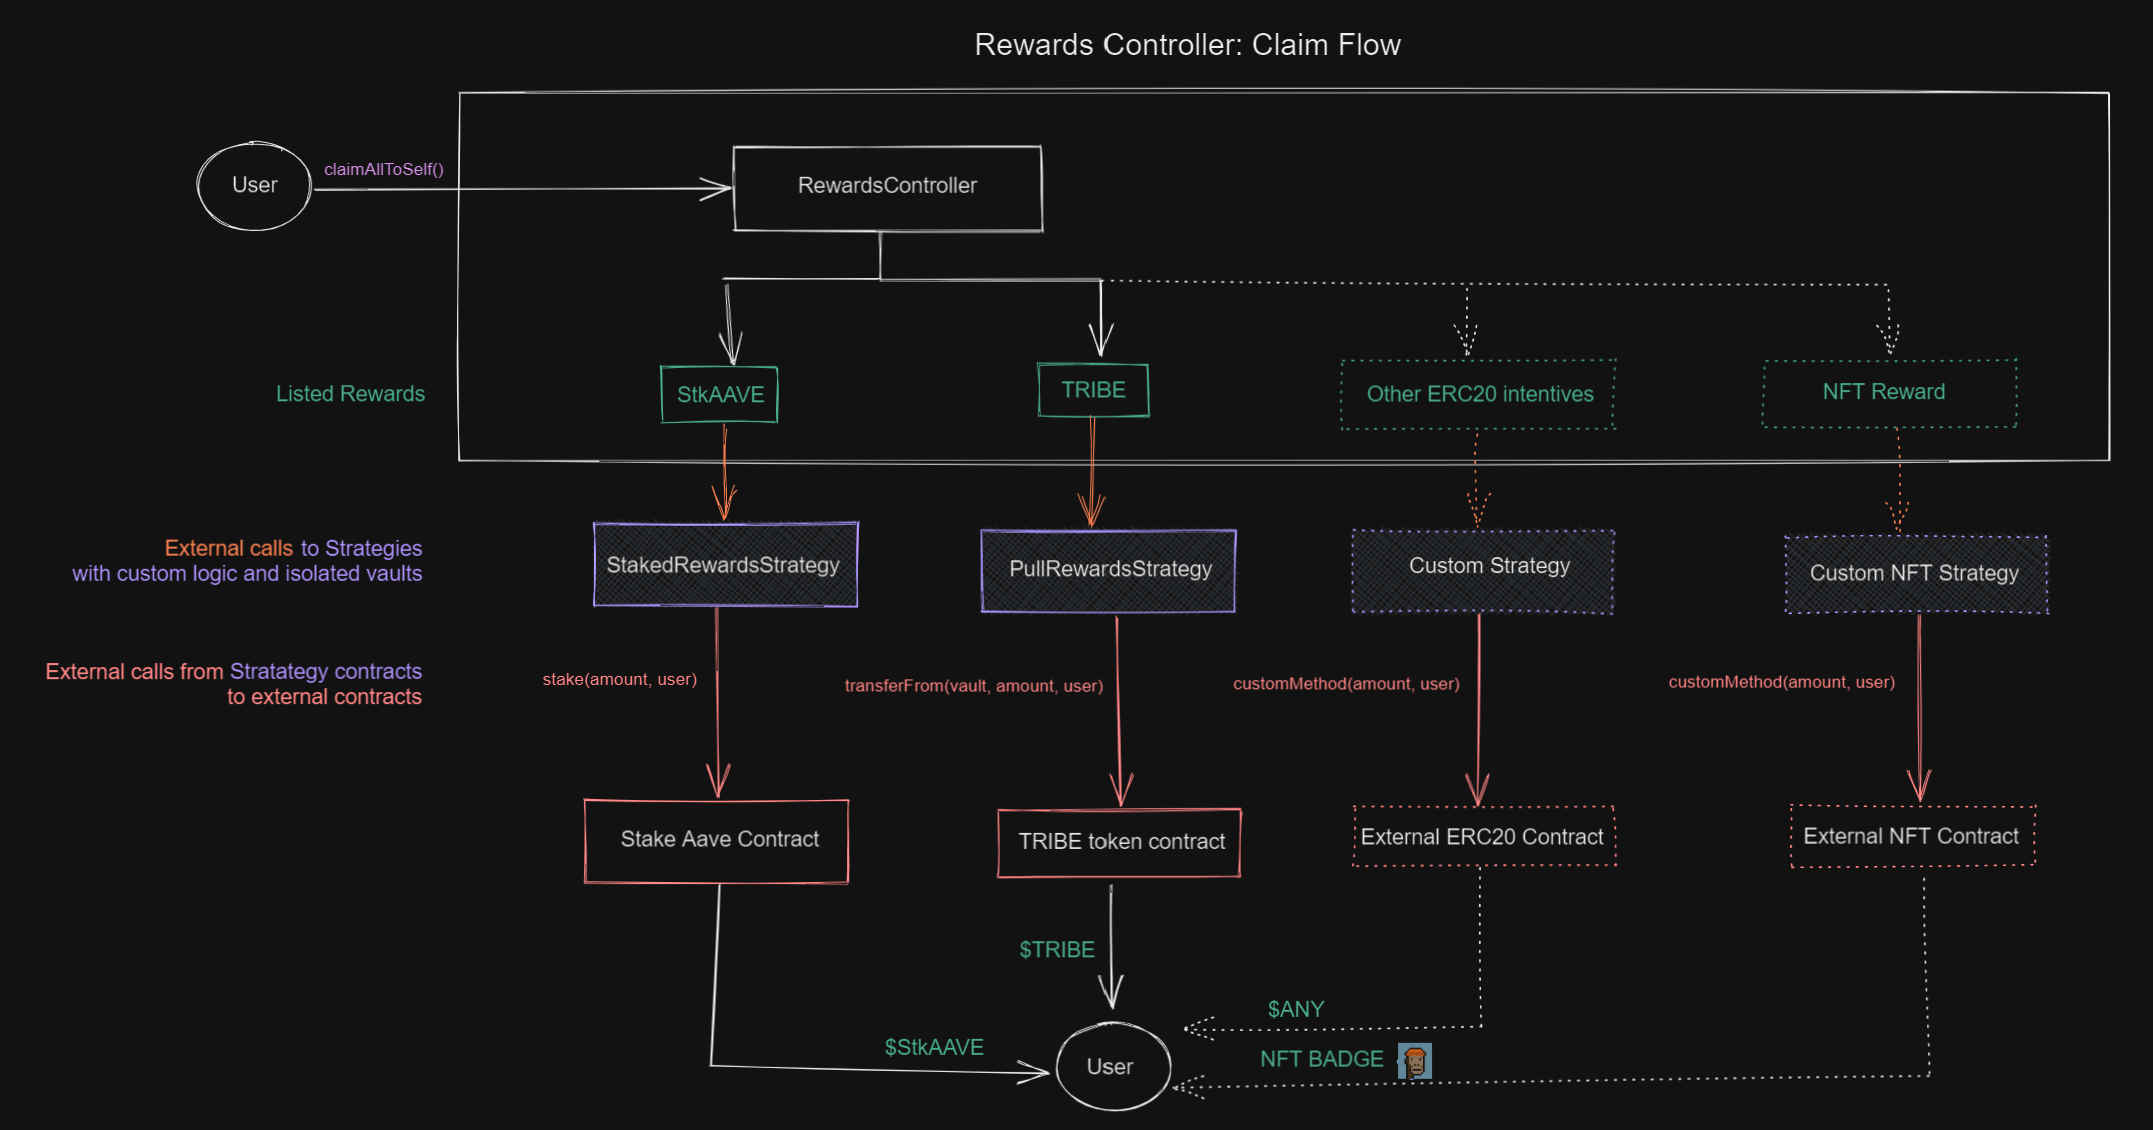 Rewards Controller: Claim Flow
User
claimAllToSelf()
RewardsController
Listed Rewards
StkAAVE
TRIBE
Other ERC20 intentives
NFT Reward
External calls to Strategies
with custom logic and isolated vaults
StakedRewardsStrategy
PullRewardsStrategy
Custom Strategy
Custom NFT Strategy
External calls from Stratategy contracts
to external contracts
stake(amount, user)
transferFrom(vault, amount, user)
customMethod(amount, user)
customMethod(amount, user)
Stake Aave Contract
TRIBE token contract
External ERC20 Contract
External NFT Contract
$TRIBE
$ANY
$StkAAVE
NFT BADGE
User